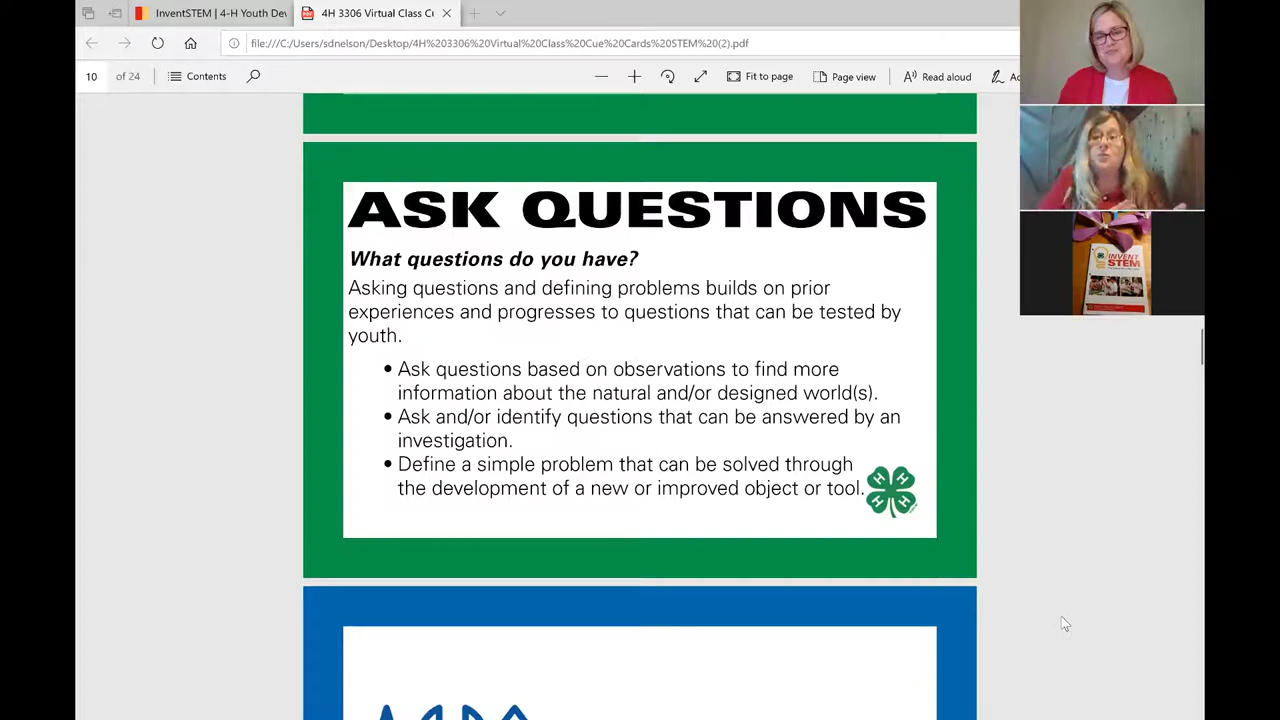 InventSTEM | 4-H Youth Dev
4H 3306 Virtual Class Cu
file:///C:/Users/sdnelson/Desktop/4H%203306%20Virtual%20Class%20Cue%20Cards%20STEM%20(2).pdf
10 of 24
Contents
Fit to page
Page view
Read aloud
INVENT
STEM
ASK QUESTIONS
What questions do you have?
Asking questions and defining problems builds on prior
experiences and progresses to questions that can be tested by
youth.
• Ask questions based on observations to find more
information about the natural and/or designed world(s).
• Ask and/or identify questions that can be answered by an
investigation.
• Define a simple problem that can be solved through
the development of a new or improved object or tool.
H H
H H